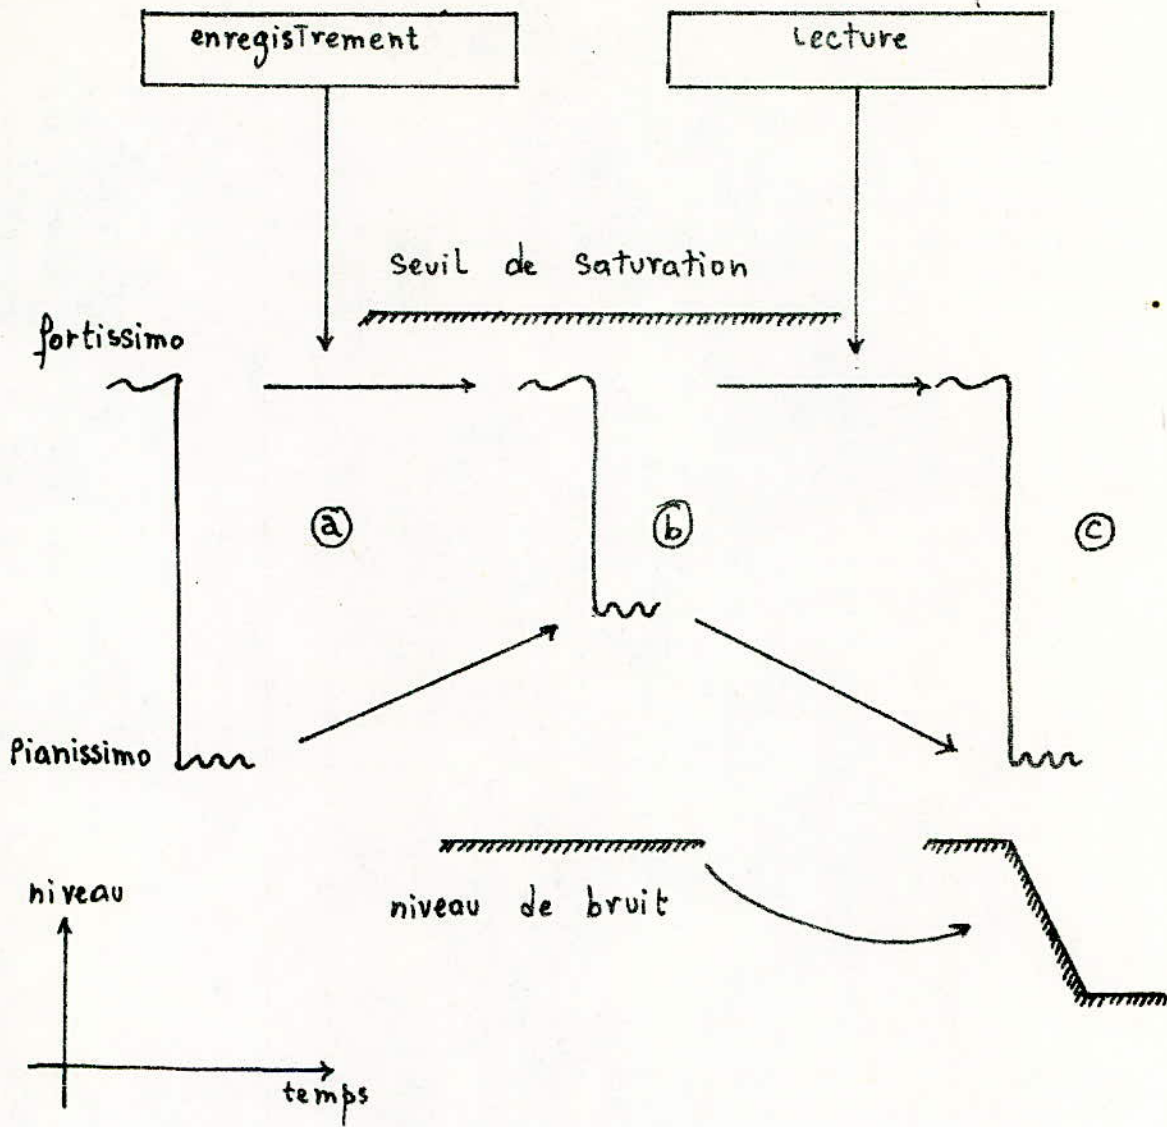 enregistrement
Lecture
Seuil de saturation
fortissimo
a
b
c
Pianissimo
niveau
niveau de bruit
temps